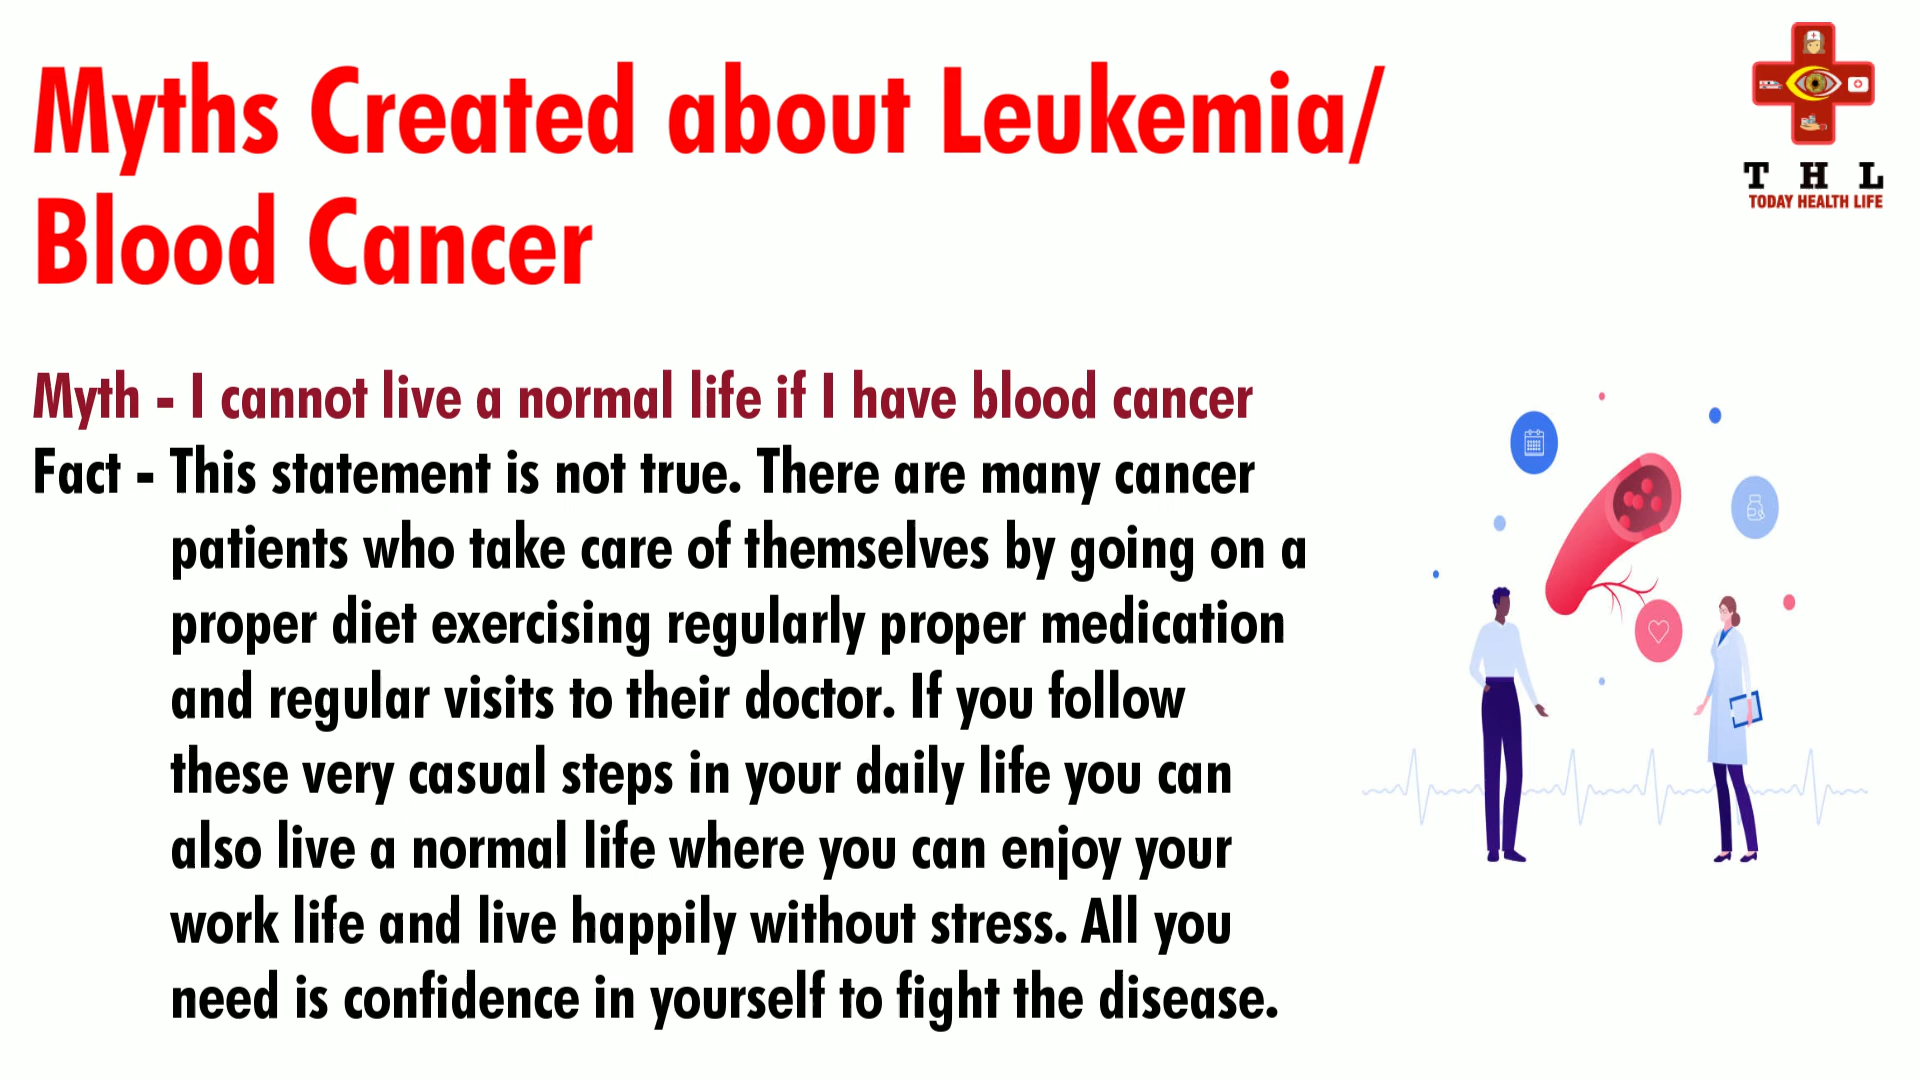 Myths Created about Leukemia/
Blood Cancer
T H L
TODAY HEALTH LIFE
Myth - I cannot live a normal life if I have blood cancer
Fact - This statement is not true. There are many cancer
patients who take care of themselves by going on a
proper diet exercising regularly proper medication
and regular visits to their doctor. If you follow
these very casual steps in your daily life you can
also live a normal life where you can enjoy your
work life and live happily without stress. All you
need is confidence in yourself to fight the disease.